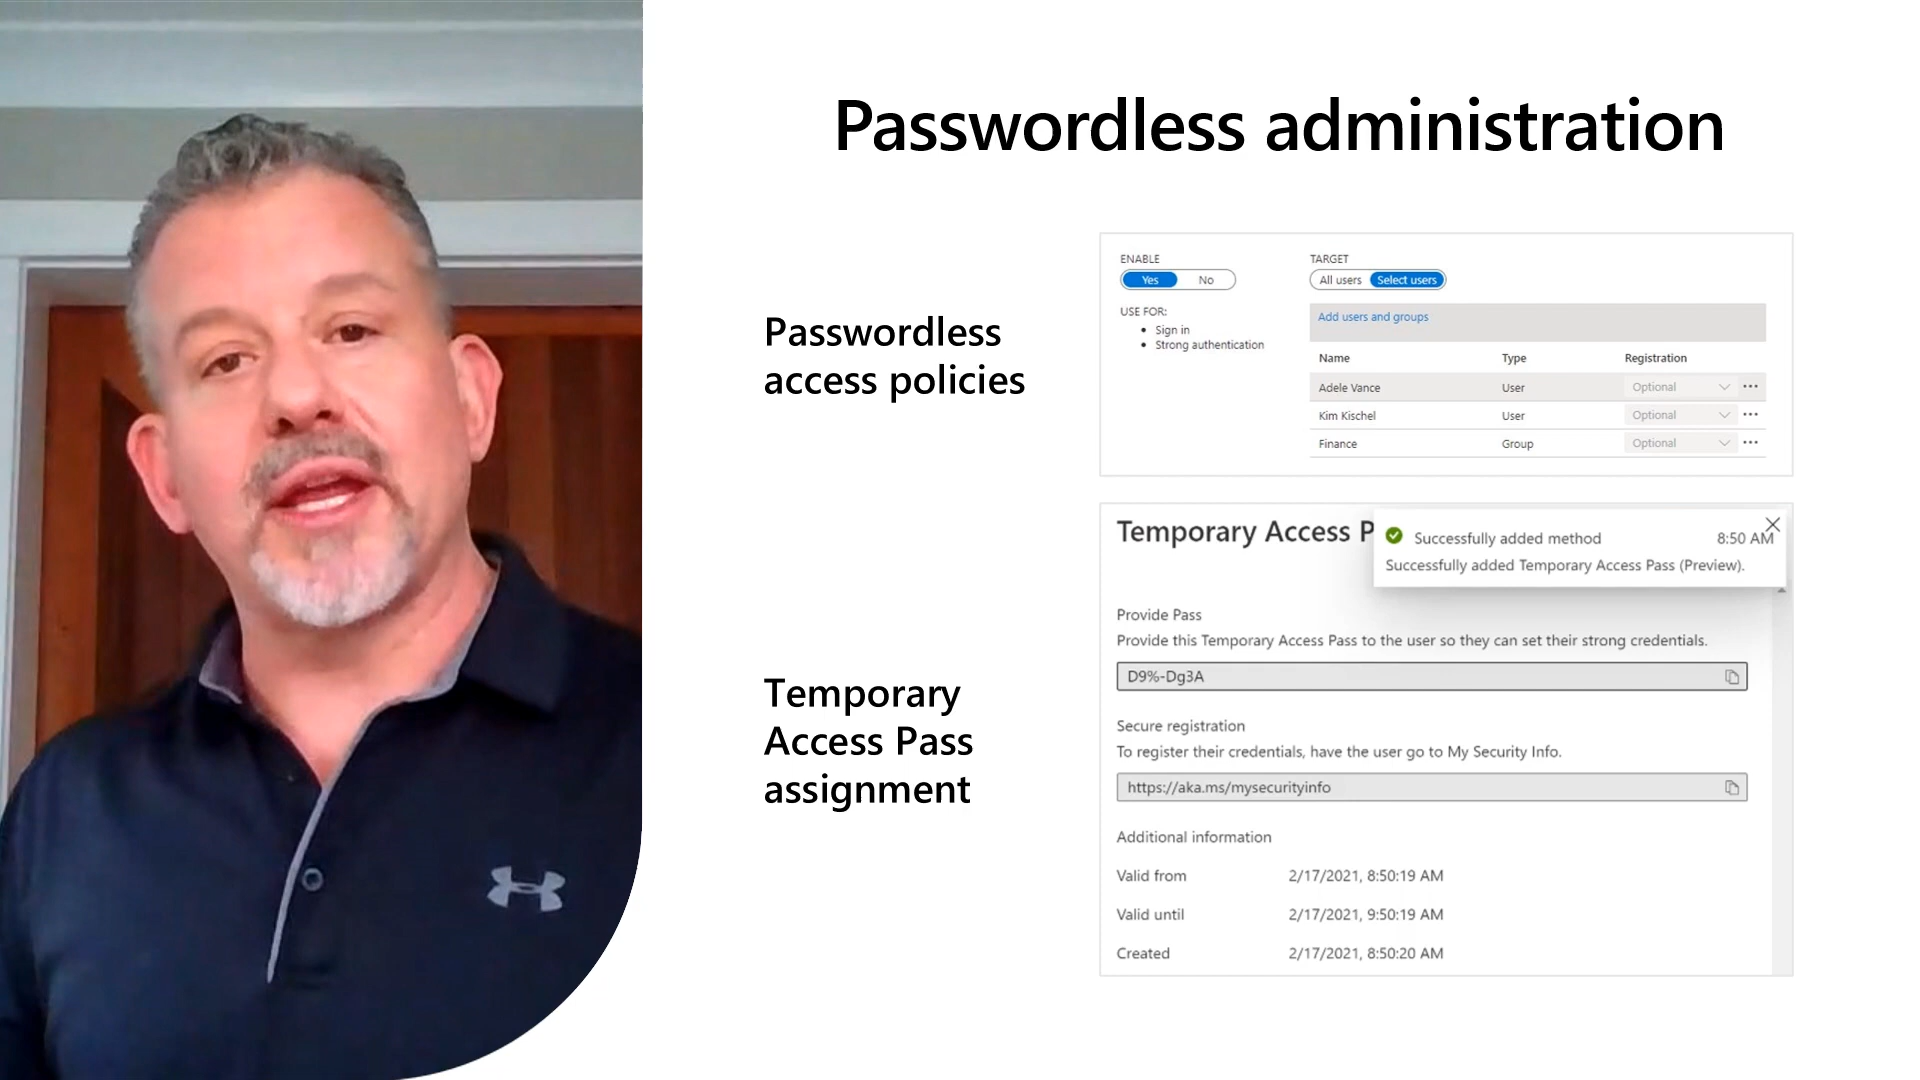 Passwordless administration
Passwordless
access policies
ENABLE
Yes No
USE FOR:
• Sign in
• Strong authentication
TARGET
All users Select users
Add users and groups
Name Type Registration
Adele Vance User Optional
Kim Kischel User Optional
Finance Group Optional
Temporary
Access Pass
assignment
Temporary Access P
Successfully added method 8:50 AM
Successfully added Temporary Access Pass (Preview).
Provide Pass
Provide this Temporary Access Pass to the user so they can set their strong credentials.
D9%-Dg3A
Secure registration
To register their credentials, have the user go to My Security Info.
https://aka.ms/mysecurityinfo
Additional information
Valid from 2/17/2021, 8:50:19 AM
Valid until 2/17/2021, 9:50:19 AM
Created 2/17/2021, 8:50:20 AM